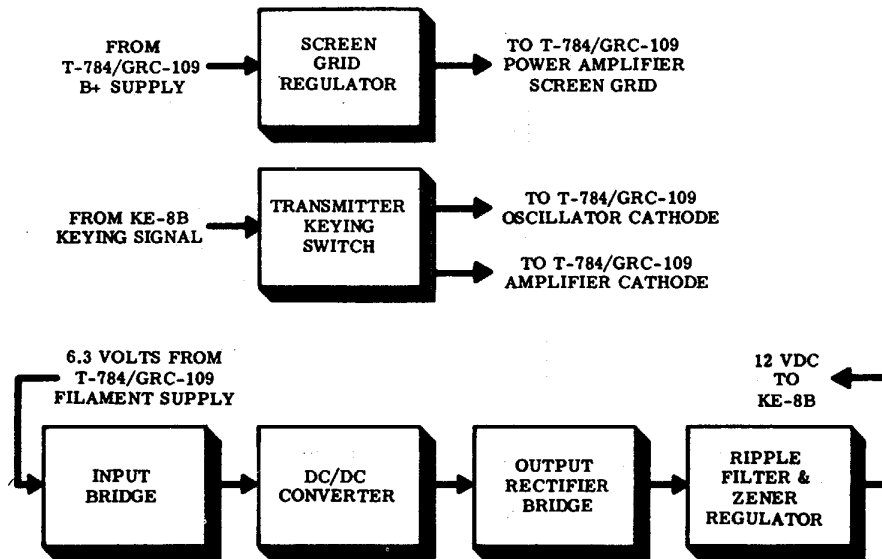 FROM
T-784/GRC-109
B+ SUPPLY
SCREEN
GRID
REGULATOR
TO T-784/GRC-109
POWER AMPLIFIER
SCREEN GRID
FROM KE-8B
KEYING SIGNAL
TRANSMITTER
KEYING
SWITCH
TO T-784/GRC-109
OSCILLATOR CATHODE
TO T-784/GRC-109
AMPLIFIER CATHODE
6.3 VOLTS FROM
T-784/GRC-109
FILAMENT SUPPLY
12 VDC
TO
KE-8B
INPUT
BRIDGE
DC/DC
CONVERTER
OUTPUT
RECTIFIER
BRIDGE
RIPPLE
FILTER &
ZENER
REGULATOR